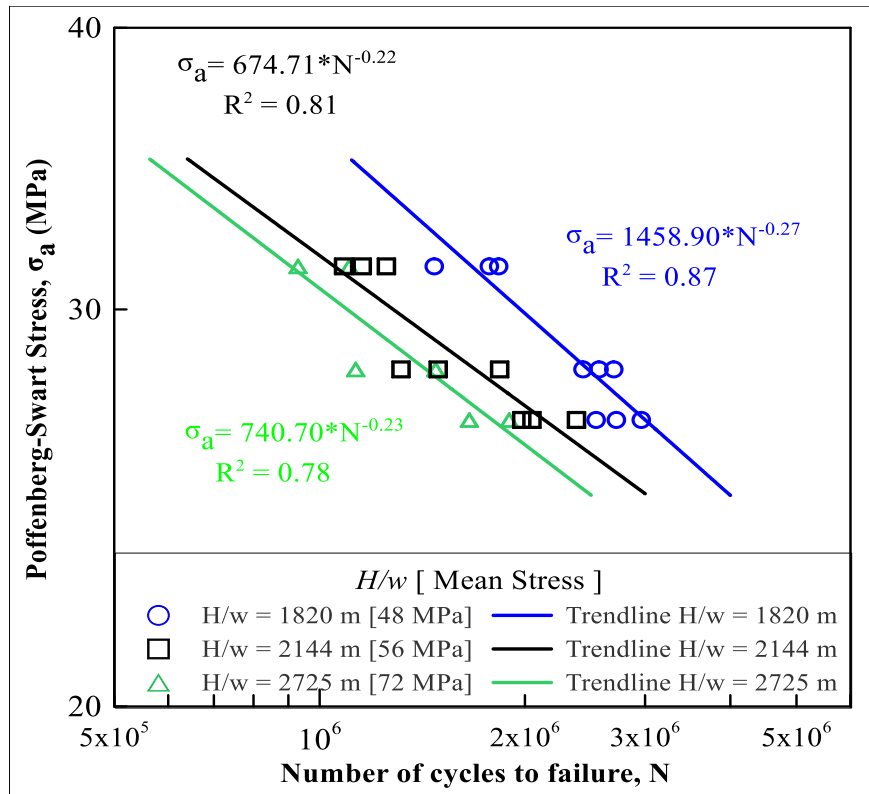 40
σa= 674.71*N-0.22
R2 = 0.81
σa= 1458.90*N-0.27
R2 = 0.87
30
σa= 740.70*N-0.23
R2 = 0.78
Poffenberg-Swart Stress, σa (MPa)
H/w [ Mean Stress ]
H/w = 1820 m [48 MPa] Trendline H/w = 1820 m
H/w = 2144 m [56 MPa] Trendline H/w = 2144 m
H/w = 2725 m [72 MPa] Trendline H/w = 2725 m
20
5x105 106 2x106 3x106 5x106
Number of cycles to failure, N